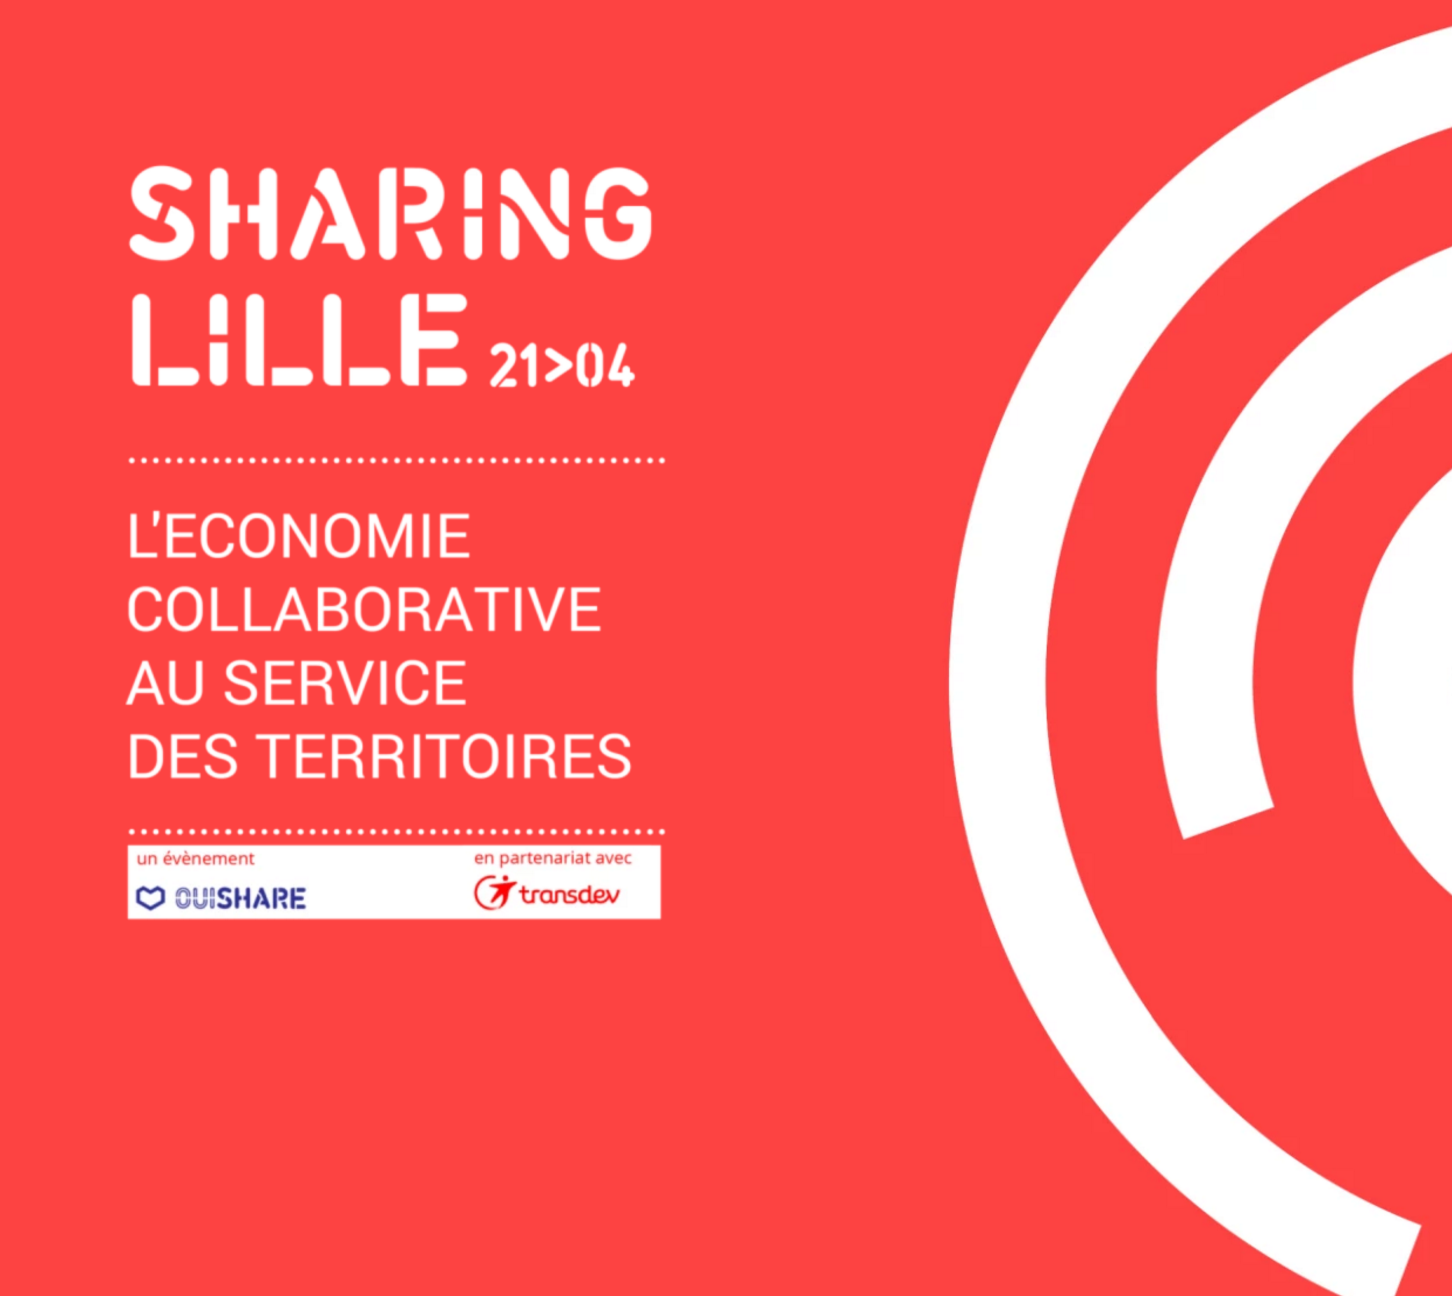 SHARING
LILLE 21>04
L'ECONOMIE
COLLABORATIVE
AU SERVICE
DES TERRITOIRES
un évènement
en partenariat avec
OUISHARE
transdev